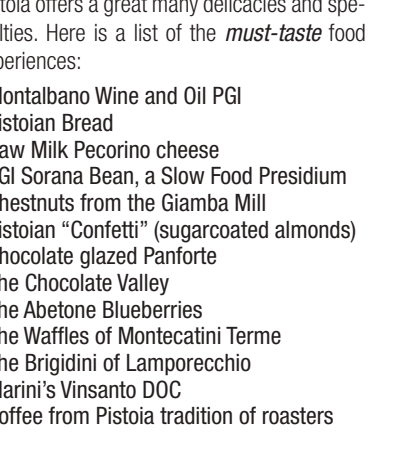 stoia offers a great many delicacies and spe-
lties. Here is a list of the must-taste food
periences:
ontalbano Wine and Oil PGI
istoian Bread
aw Milk Pecorino cheese
GI Sorana Bean, a Slow Food Presidium
hestnuts from the Giamba Mill
istoian “Confetti” (sugarcoated almonds)
hocolate glazed Panforte
he Chocolate Valley
he Abetone Blueberries
he Waffles of Montecatini Terme
he Brigidini of Lamporecchio
arini’s Vinsanto DOC
offee from Pistoia tradition of roasters